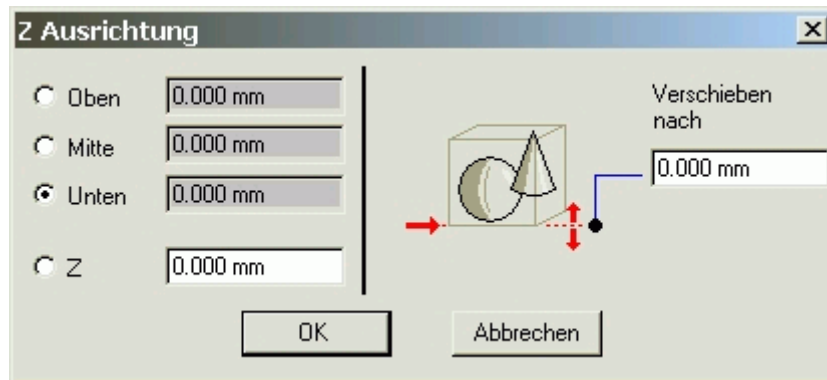 Z Ausrichtung
Oben 0.000 mm
Mitte 0.000 mm
Unten 0.000 mm
Z 0.000 mm
Verschieben
nach
0.000 mm
OK Abbrechen